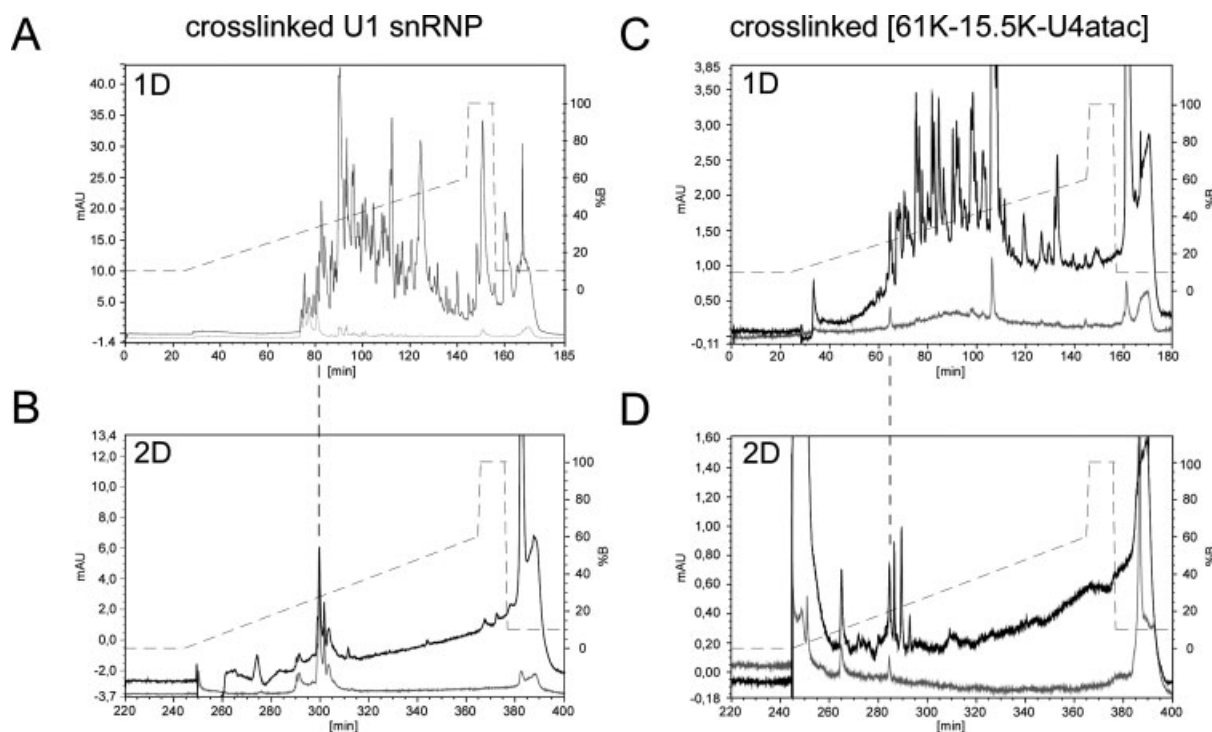 A
crosslinked U1 snRNP
1D
40.0
35.0
30.0
25.0
20.0
15.0
10.0
5.0
-1.4
mAU
100
80
60
40
20
0
%B
0 20 40 60 80 100 120 140 160 185
[min]
B
2D
13,4
12,0
10,0
8,0
6,0
4,0
2,0
0,0
-2,0
-3,7
mAU
100
80
60
40
20
0
%B
220 240 260 280 300 320 340 360 380 400
[min]
C
crosslinked [61K-15.5K-U4atac]
1D
3,85
3,50
3,00
2,50
2,00
1,50
1,00
0,50
-0,11
mAU
100
80
60
40
20
0
%B
0 20 40 60 80 100 120 140 160 180
[min]
D
2D
1,60
1,40
1,20
1,00
0,80
0,60
0,40
0,20
0,00
-0,18
mAU
100
80
60
40
20
0
%B
220 240 260 280 300 320 340 360 380 400
[min]